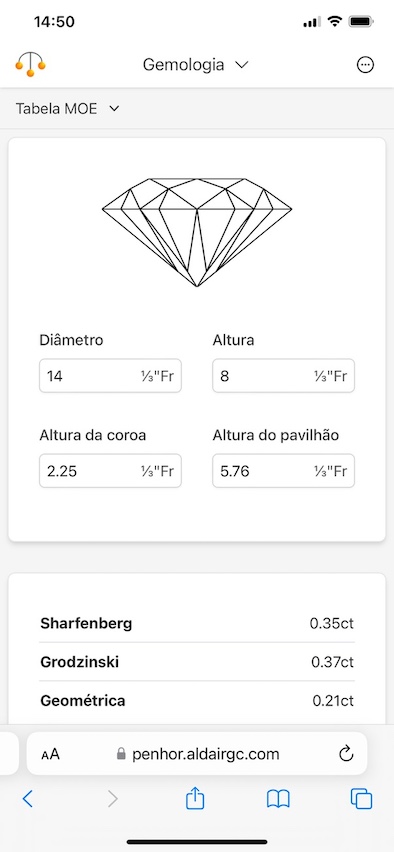 14:50
Gemologia
Tabela MOE
Diâmetro Altura
14 ⅓"Fr 8 ⅓"Fr
Altura da coroa Altura do pavilhão
2.25 ⅓"Fr 5.76 ⅓"Fr
Sharfenberg 0.35ct
Grodzinski 0.37ct
Geométrica 0.21ct
AA penhor.aldairgc.com